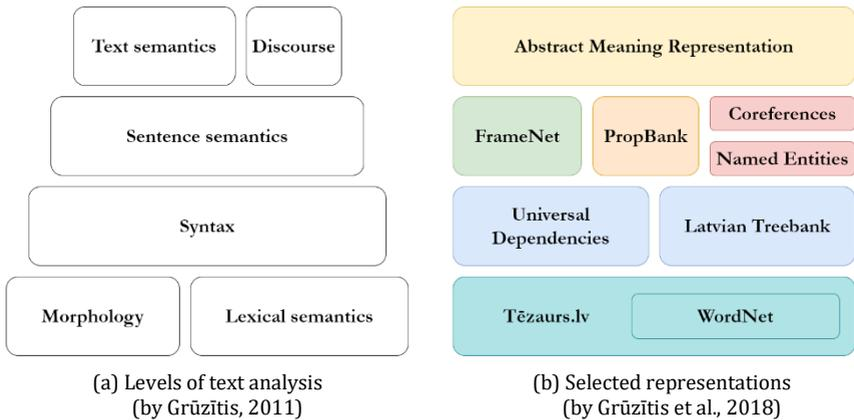 Text semantics
Discourse
Sentence semantics
Syntax
Morphology
Lexical semantics
(a) Levels of text analysis
(by Grūzītis, 2011)
Abstract Meaning Representation
FrameNet
PropBank
Coreferences
Named Entities
Universal
Dependencies
Latvian Treebank
Tēzaurs.lv
WordNet
(b) Selected representations
(by Grūzītis et al., 2018)